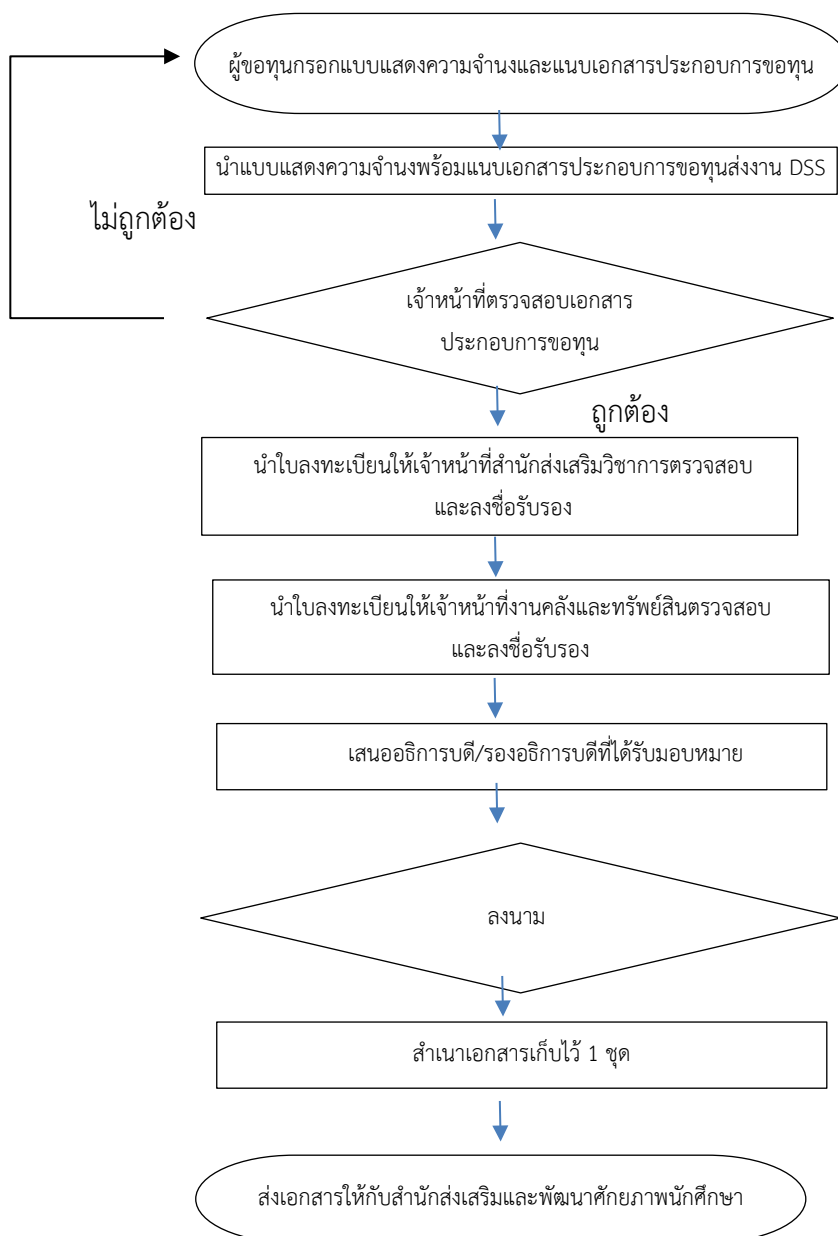 ผู้ขอทุนกรอกแบบแสดงความจำนงและแนบเอกสารประกอบการขอทุน
นำแบบแสดงความจำนงพร้อมแนบเอกสารประกอบการขอทุนส่งงาน DSS
ไม่ถูกต้อง
เจ้าหน้าที่ตรวจสอบเอกสาร
ประกอบการขอทุน
ถูกต้อง
นำใบลงทะเบียนให้เจ้าหน้าที่สำนักส่งเสริมวิชาการตรวจสอบ
และลงชื่อรับรอง
นำใบลงทะเบียนให้เจ้าหน้าที่งานคลังและทรัพย์สินตรวจสอบ
และลงชื่อรับรอง
เสนออธิการบดี/รองอธิการบดีที่ได้รับมอบหมาย
ลงนาม
สำเนาเอกสารเก็บไว้ 1 ชุด
ส่งเอกสารให้กับสำนักส่งเสริมและพัฒนาศักยภาพนักศึกษา